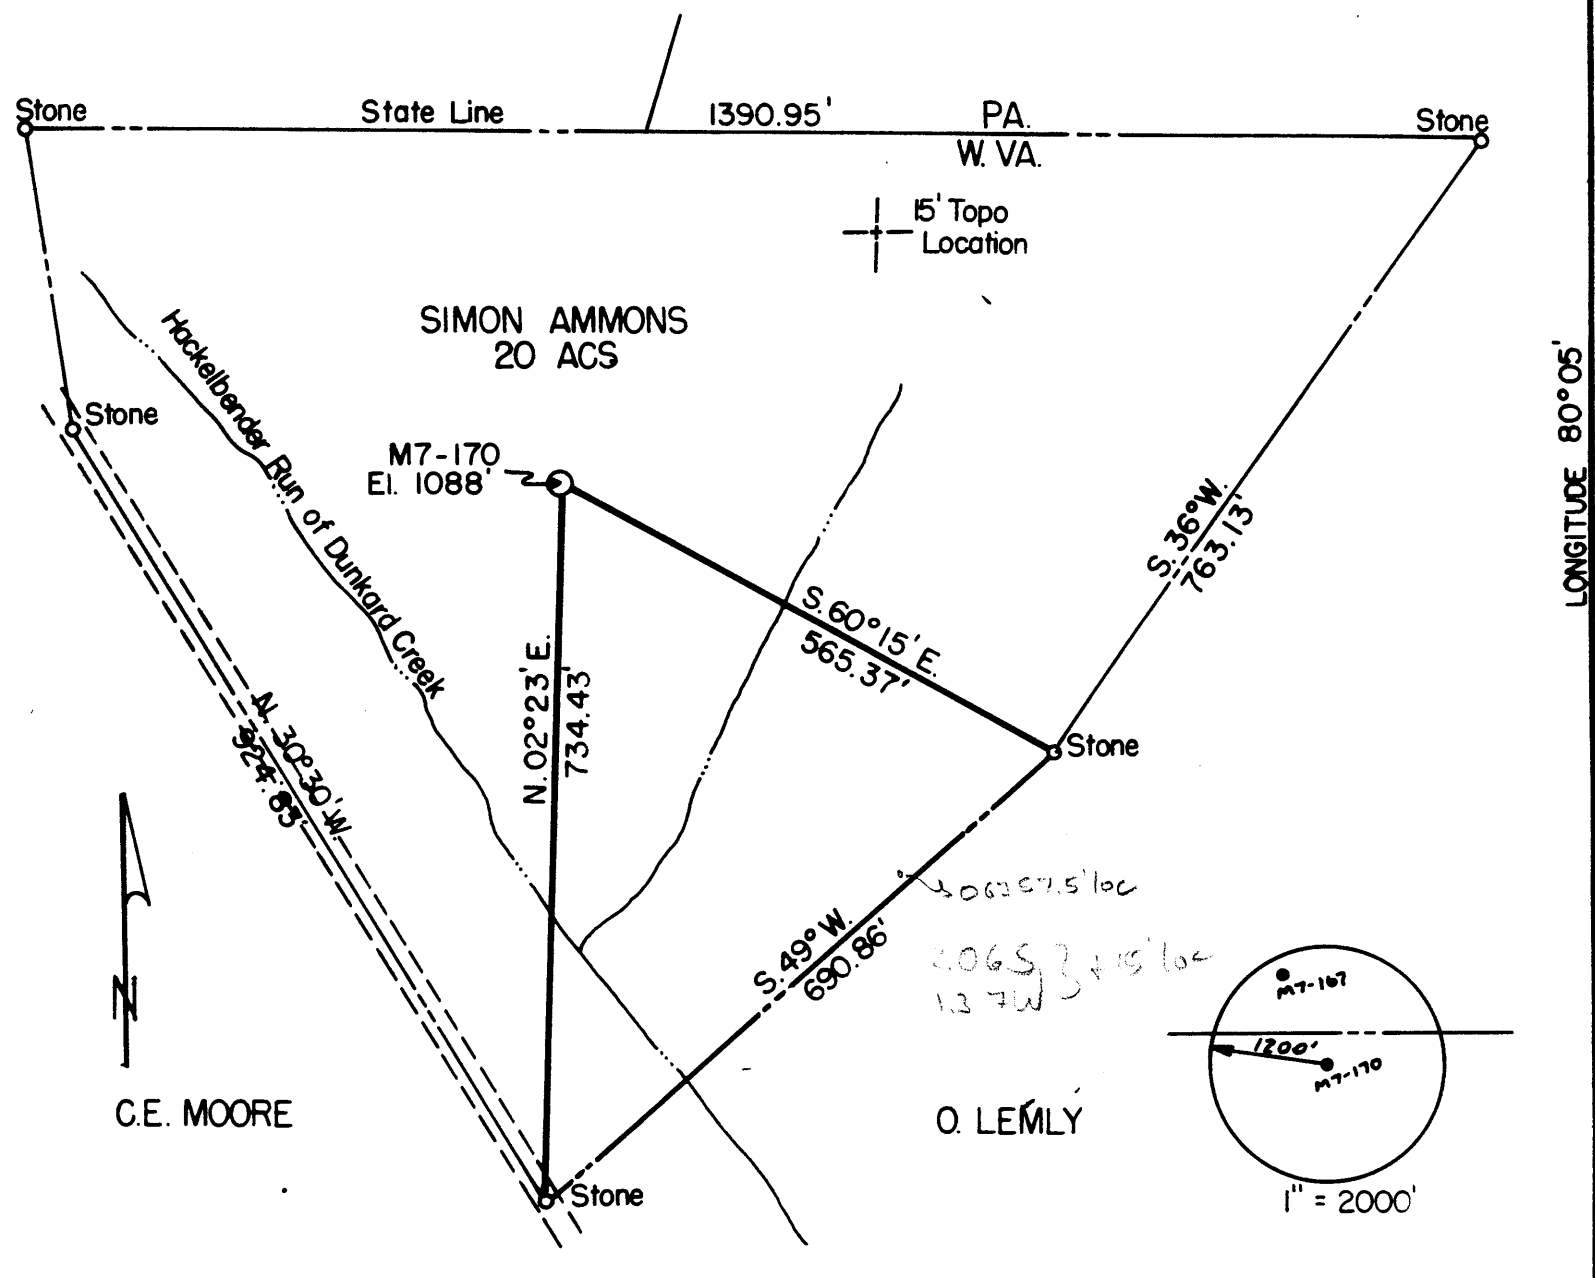 Stone
State Line
1390.95'
PA.
W. VA.
Stone
15' Topo
Location
SIMON AMMONS
20 ACS
Hackelbender Run of Dunkard Creek
Stone
M7-170
El. 1088'
LONGITUDE 80°05'
S. 36° W.
763.13'
S. 60°15' E.
565.37'
N. 02°23' E.
734.43'
Stone
N. 30°30' W.
924.83'
S. 49° W.
690.86'
loc
15' loc
N
C.E. MOORE
O. LEMLY
Stone
M7-167
1200'
M7-170
1" = 2000'